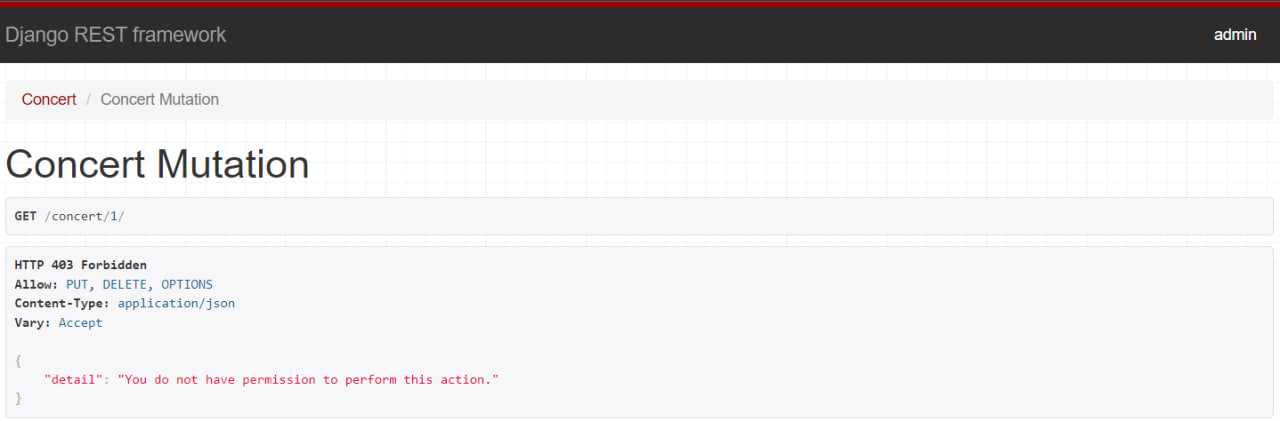 Django REST framework
admin
Concert / Concert Mutation
Concert Mutation
GET /concert/1/
HTTP 403 Forbidden
Allow: PUT, DELETE, OPTIONS
Content-Type: application/json
Vary: Accept
{
    "detail": "You do not have permission to perform this action."
}